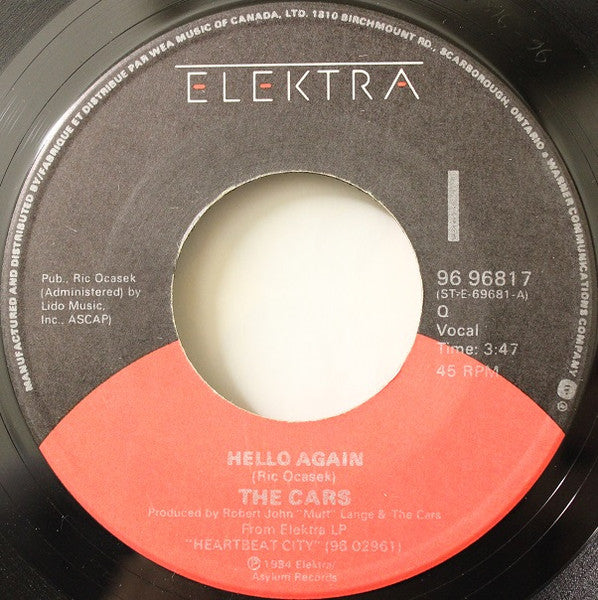 MANUFACTURED AND DISTRIBUTED BY/FABRIQUE ET DISTRIBUE PAR WEA MUSIC OF CANADA, LTD. 1810 BIRCHMOUNT RD., SCARBOROUGH, ONTARIO • A WARNER COMMUNICATIONS COMPANY
ELEKTRA
Pub., Ric Ocasek
(Administered) by
Lido Music,
Inc., ASCAP)
96 96817
(ST-E-69681-A)
Q
Vocal
Time: 3:47
45 RPM
HELLO AGAIN
(Ric Ocasek)
THE CARS
Produced by Robert John "Mutt" Lange & The Cars
From Elektra LP
"HEARTBEAT CITY" (96 02961)
℗ 1984 Elektra/
Asylum Records